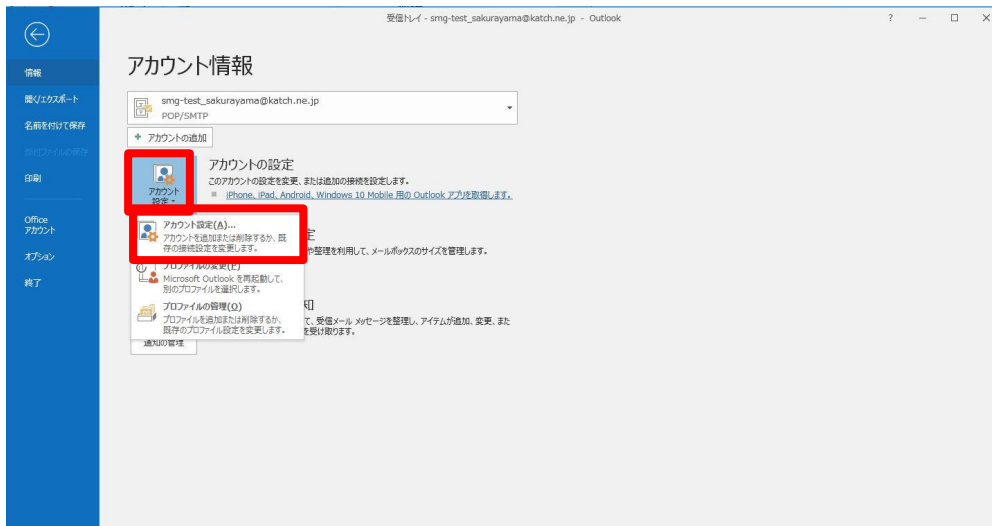 受信トレイ - smg-test_sakurayama@katch.ne.jp - Outlook
?
情報
開く/エクスポート
名前を付けて保存
添付ファイルの保存
印刷
Office
アカウント
オプション
終了
アカウント情報
smg-test_sakurayama@katch.ne.jp
POP/SMTP
アカウントの追加
アカウント
設定
アカウントの設定
このアカウントの設定を変更、または追加の接続を設定します。
iPhone、iPad、Android、Windows 10 Mobile 用の Outlook アプリを取得します。
アカウント設定(A)...
アカウントを追加または削除するか、既
存の接続設定を変更します。
定
や整理を利用して、メールボックスのサイズを管理します。
プロファイルの変更(P)
Microsoft Outlook を再起動して、
別のプロファイルを選択します。
プロファイルの管理(O)
プロファイルを追加または削除するか、
既存のプロファイル設定を変更します。
て、受信メール メッセージを整理し、アイテムが追加、変更、また
を受け取ります。
通知の管理